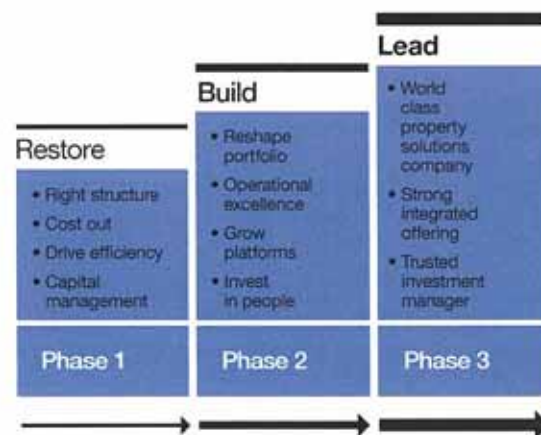 Restore
• Right structure
• Cost out
• Drive efficiency
• Capital
management
Phase 1
Build
• Reshape
portfolio
• Operational
excellence
• Grow
platforms
• Invest
in people
Phase 2
Lead
• World
class
property
solutions
company
• Strong
integrated
offering
• Trusted
investment
manager
Phase 3